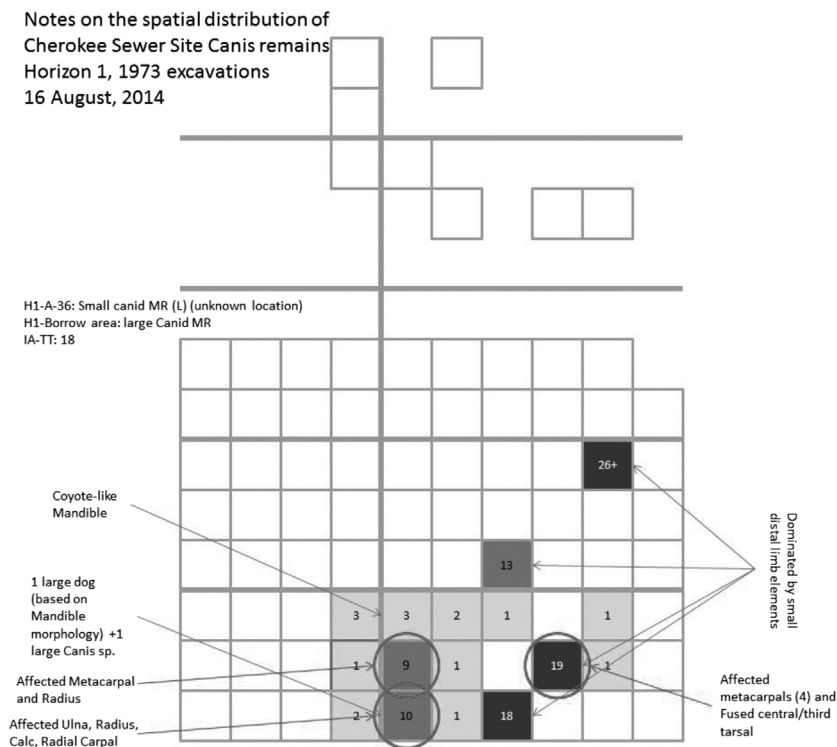 Notes on the spatial distribution of
Cherokee Sewer Site Canis remains
Horizon 1, 1973 excavations
16 August, 2014
H1-A-36: Small canid MR (L) (unknown location)
H1-Borrow area: large Canid MR
IA-TT: 18
26+
Coyote-like
Mandible
13
Dominated by small
distal limb elements
1 large dog
(based on
Mandible
morphology) +1
large Canis sp.
3 3 2 1 1
1 9 1 19 1
Affected Metacarpal
and Radius
Affected
metacarpals (4) and
Fused central/third
tarsal
2 10 1 18
Affected Ulna, Radius,
Calc, Radial Carpal